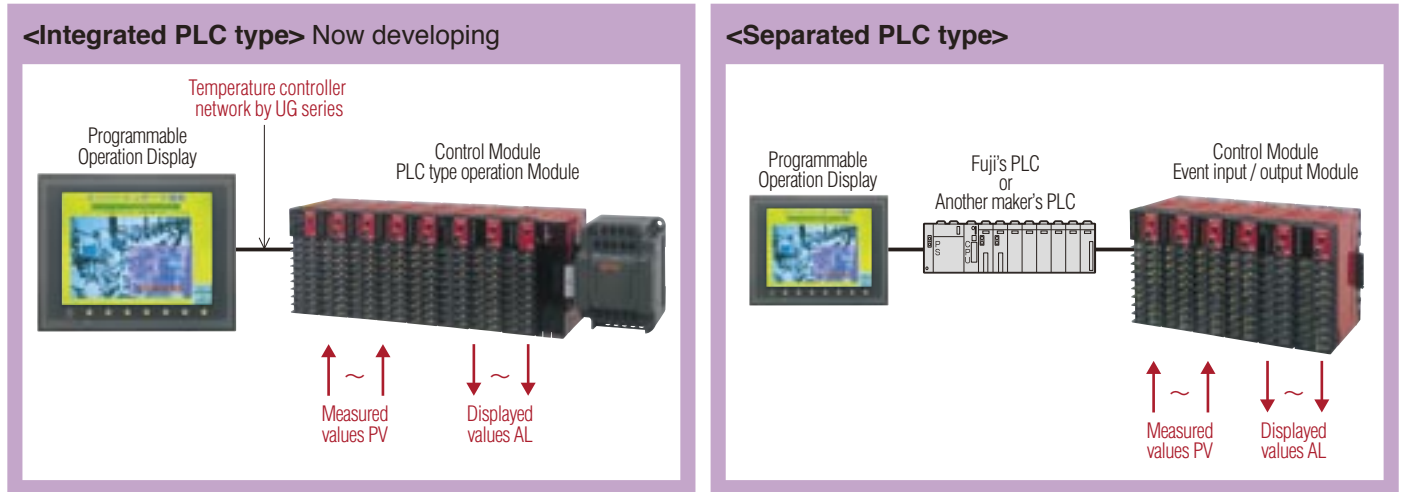 <Integrated PLC type> Now developing
Temperature controller
network by UG series
Programmable
Operation Display
Control Module
PLC type operation Module
~
~
Measured
values PV
Displayed
values AL
<Separated PLC type>
Programmable
Operation Display
Fuji's PLC
or
Another maker's PLC
Control Module
Event input / output Module
PS
CPU
~
~
Measured
values PV
Displayed
values AL